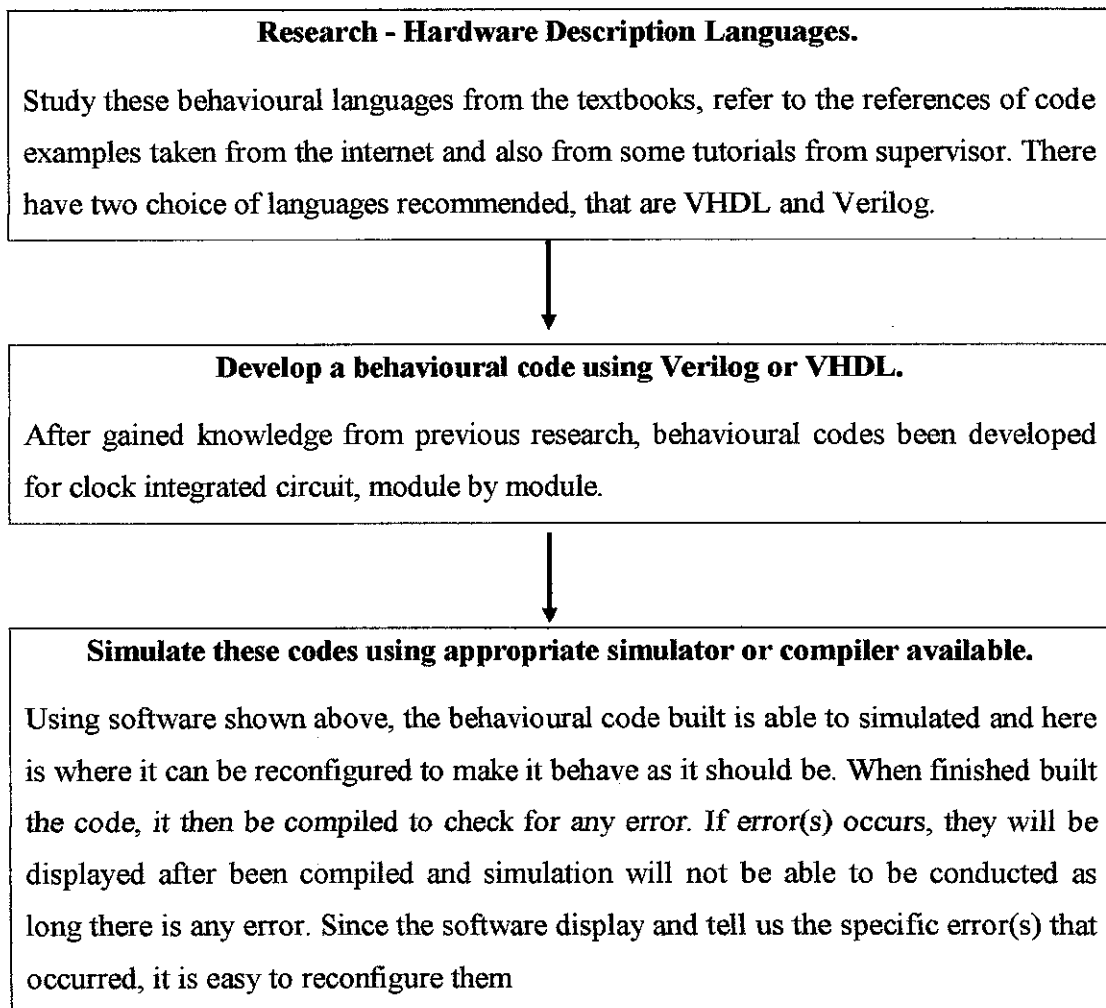 Research - Hardware Description Languages.
Study these behavioural languages from the textbooks, refer to the references of code
examples taken from the internet and also from some tutorials from supervisor. There
have two choice of languages recommended, that are VHDL and Verilog.
Develop a behavioural code using Verilog or VHDL.
After gained knowledge from previous research, behavioural codes been developed
for clock integrated circuit, module by module.
Simulate these codes using appropriate simulator or compiler available.
Using software shown above, the behavioural code built is able to simulated and here
is where it can be reconfigured to make it behave as it should be. When finished built
the code, it then be compiled to check for any error. If error(s) occurs, they will be
displayed after been compiled and simulation will not be able to be conducted as
long there is any error. Since the software display and tell us the specific error(s) that
occurred, it is easy to reconfigure them